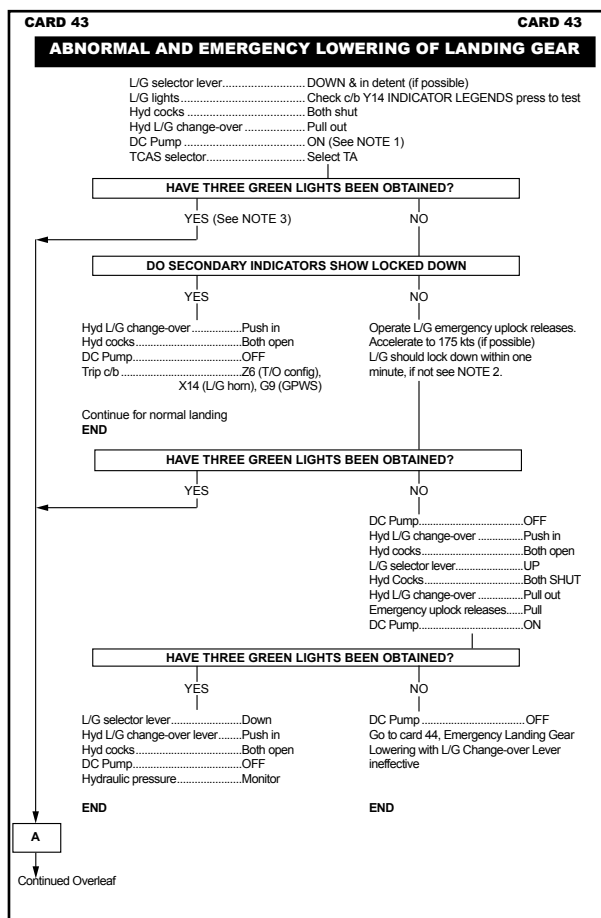 CARD 43 CARD 43
ABNORMAL AND EMERGENCY LOWERING OF LANDING GEAR
L/G selector lever.......................... DOWN & in detent (if possible)
L/G lights....................................... Check c/b Y14 INDICATOR LEGENDS press to test
Hyd cocks..................................... Both shut
Hyd L/G change-over .................... Pull out
DC Pump ...................................... ON (See NOTE 1)
TCAS selector............................... Select TA
HAVE THREE GREEN LIGHTS BEEN OBTAINED?
YES (See NOTE 3) NO
DO SECONDARY INDICATORS SHOW LOCKED DOWN
YES NO
Hyd L/G change-over ................Push in
Hyd cocks..................................Both open
DC Pump...................................OFF
Trip c/b ......................................Z6 (T/O config),
X14 (L/G horn), G9 (GPWS)
Continue for normal landing
END
Operate L/G emergency uplock releases.
Accelerate to 175 kts (if possible)
L/G should lock down within one
minute, if not see NOTE 2.
HAVE THREE GREEN LIGHTS BEEN OBTAINED?
YES NO
DC Pump...................................OFF
Hyd L/G change-over ...............Push in
Hyd cocks..................................Both open
L/G selector lever.......................UP
Hyd Cocks.................................Both SHUT
Hyd L/G change-over ...............Pull out
Emergency uplock releases......Pull
DC Pump...................................ON
HAVE THREE GREEN LIGHTS BEEN OBTAINED?
YES NO
L/G selector lever.......................Down
Hyd L/G change-over lever.......Push in
Hyd cocks..................................Both open
DC Pump...................................OFF
Hydraulic pressure.....................Monitor
END
DC Pump ...................................OFF
Go to card 44, Emergency Landing Gear
Lowering with L/G Change-over Lever
ineffective
END
A
Continued Overleaf